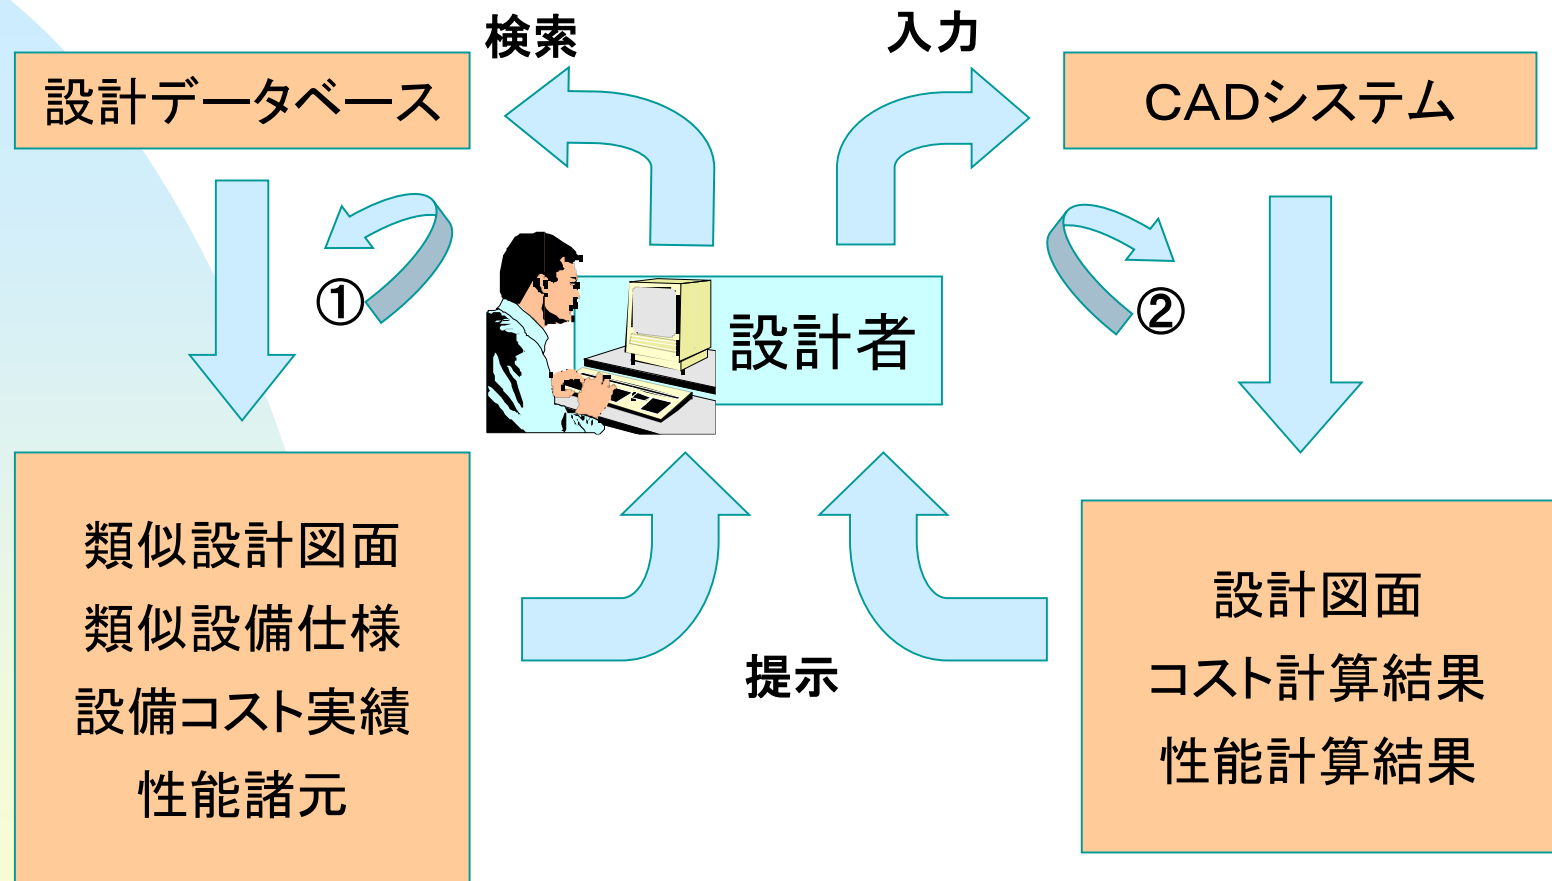 検索
入力
設計データベース
CADシステム
①
②
設計者
類似設計図面
類似設備仕様
設備コスト実績
性能諸元
提示
設計図面
コスト計算結果
性能計算結果